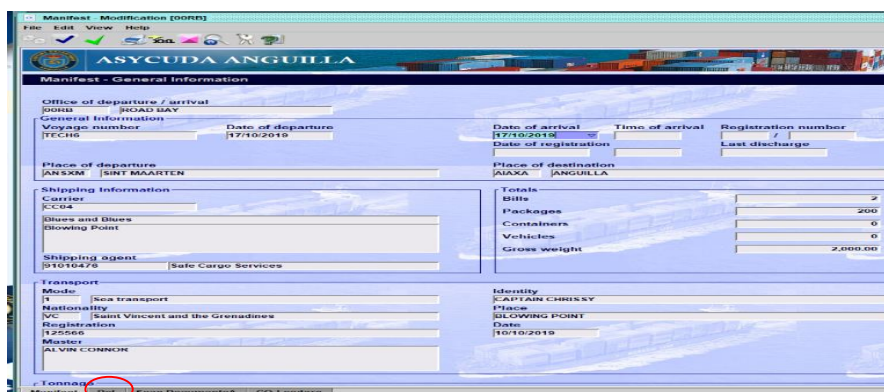 Manifest - Modification [00RB]
File Edit View Help
ASYCUDA ANGUILLA
Manifest - General Information
Office of departure / arrival
00RB ROAD BAY
General Information
Voyage number Date of departure Date of arrival Time of arrival Registration number
TECH6 17/10/2019 17/10/2019 /
Date of registration Last discharge
Place of departure Place of destination
ANSXM SINT MAARTEN AIAXA ANGUILLA
Shipping Information Totals
Carrier Bills 2
CC04
Packages 200
Blues and Blues
Blowing Point
Containers 0
Vehicles 0
Gross weight 2,000.00
Shipping agent
91010476 Safe Cargo Services
Transport
Mode Identity
1 Sea transport CAPTAIN CHRISSY
Nationality Place
VC Saint Vincent and the Grenadines BLOWING POINT
Registration Date
125566 10/10/2019
Master
ALVIN CONNOR
Tonnage